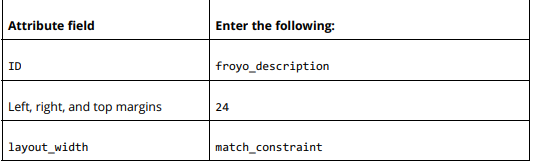 Attribute field Enter the following:
ID froyo_description
Left, right, and top margins 24
layout_width match_constraint